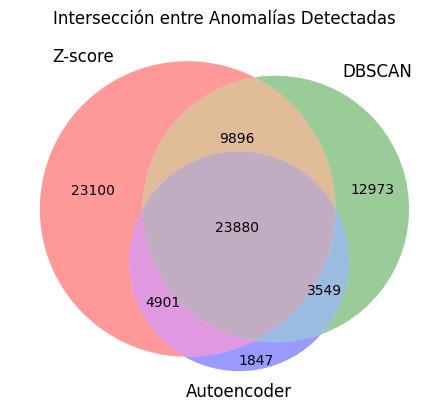 Intersección entre Anomalías Detectadas
Z-score
DBSCAN
9896
23100
12973
23880
3549
4901
1847
Autoencoder